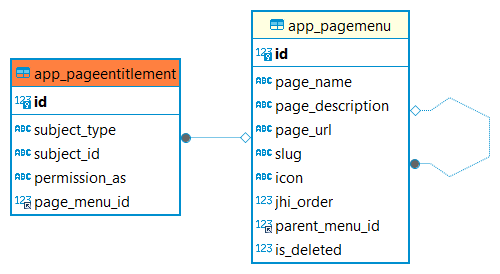 app_pageentitlement
123 id
ABC subject_type
ABC subject_id
ABC permission_as
123 page_menu_id
app_pagemenu
123 id
ABC page_name
ABC page_description
ABC page_url
ABC slug
ABC icon
123 jhi_order
123 parent_menu_id
123 is_deleted